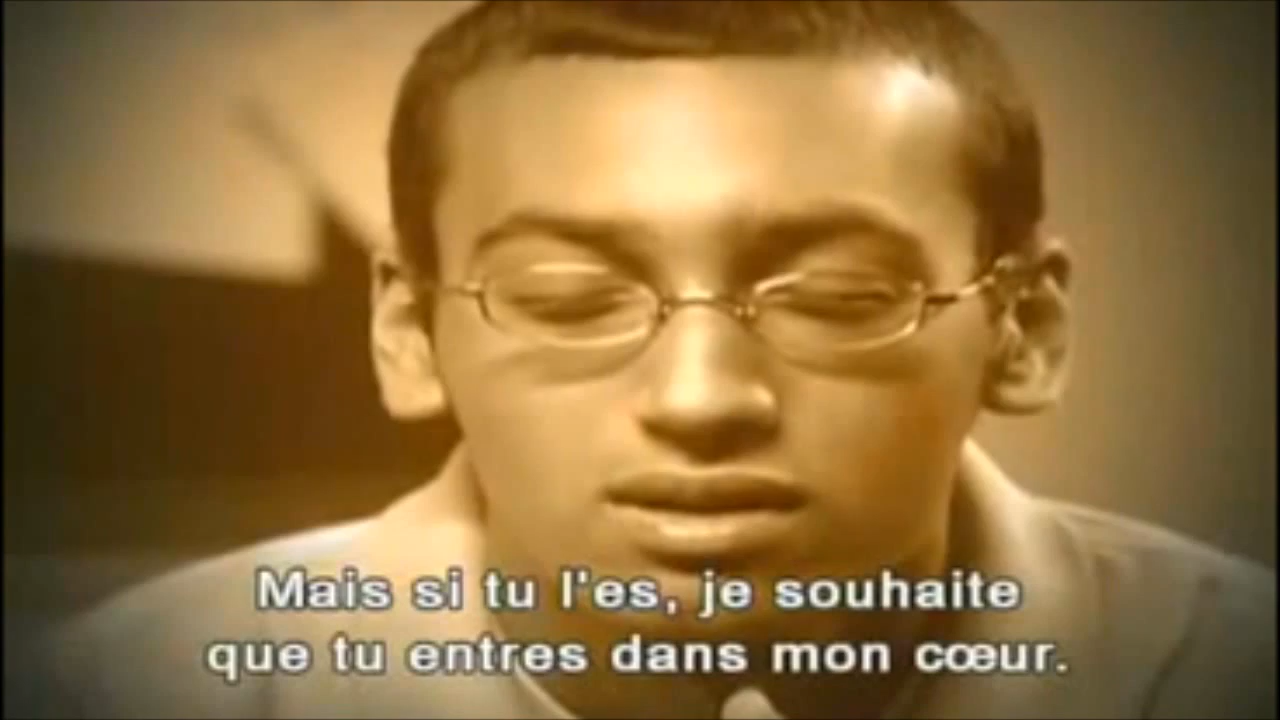 Mais si tu l'es, je souhaite
que tu entres dans mon cœur.